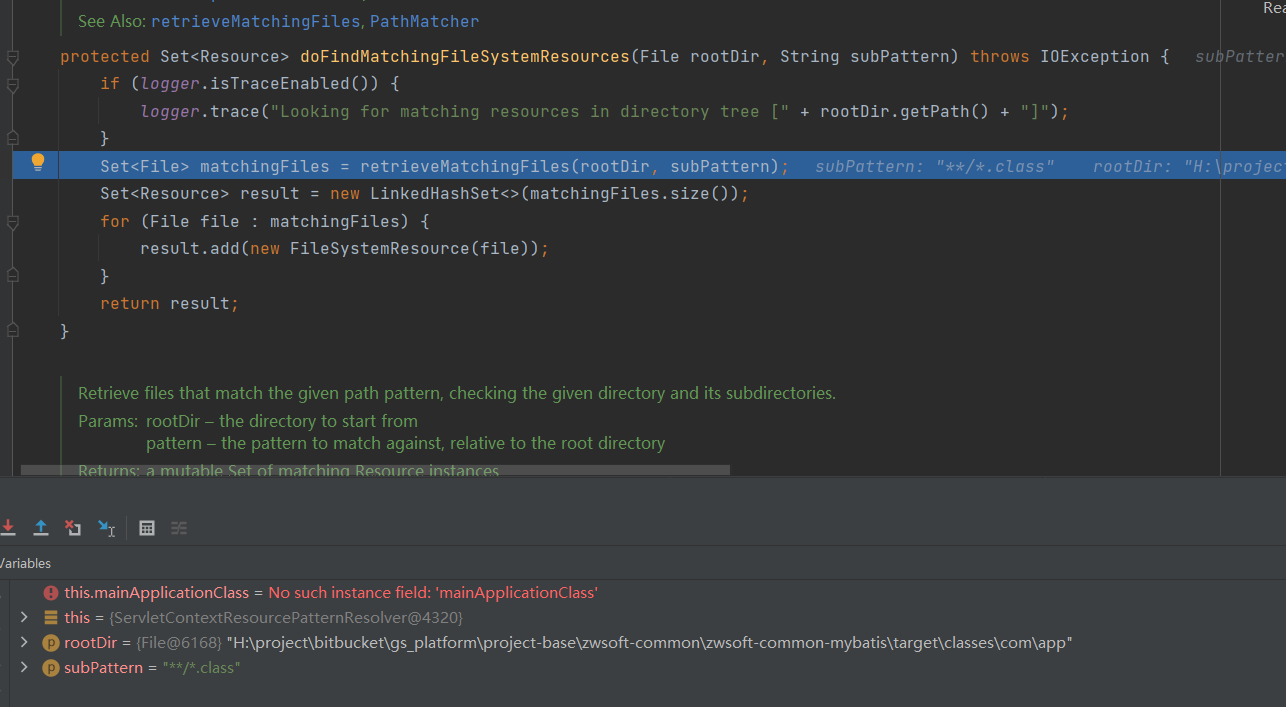 See Also: retrieveMatchingFiles, PathMatcher
protected Set<Resource> doFindMatchingFileSystemResources(File rootDir, String subPattern) throws IOException { subPatter
if (logger.isTraceEnabled()) {
logger.trace("Looking for matching resources in directory tree [" + rootDir.getPath() + "]");
}
Set<File> matchingFiles = retrieveMatchingFiles(rootDir, subPattern); subPattern: "**/*.class" rootDir: "H:\projec
Set<Resource> result = new LinkedHashSet<>(matchingFiles.size());
for (File file : matchingFiles) {
result.add(new FileSystemResource(file));
}
return result;
}
Retrieve files that match the given path pattern, checking the given directory and its subdirectories.
Params: rootDir – the directory to start from
pattern – the pattern to match against, relative to the root directory
Returns: a mutable Set of matching Resource instances
Variables
this.mainApplicationClass = No such instance field: 'mainApplicationClass'
this = {ServletContextResourcePatternResolver@4320}
rootDir = {File@6168} "H:\project\bitbucket\gs_platform\project-base\zwsoft-common\zwsoft-common-mybatis\target\classes\com\app"
subPattern = "**/*.class"